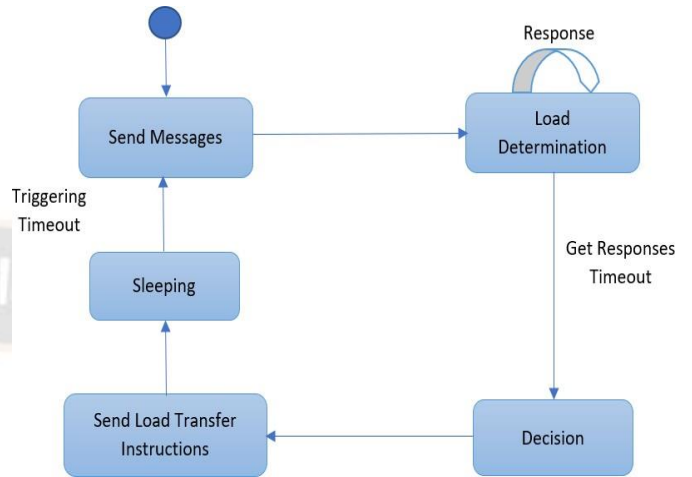 Response
Send Messages
Load
Determination
Triggering
Timeout
Get Responses
Timeout
Sleeping
Send Load Transfer
Instructions
Decision